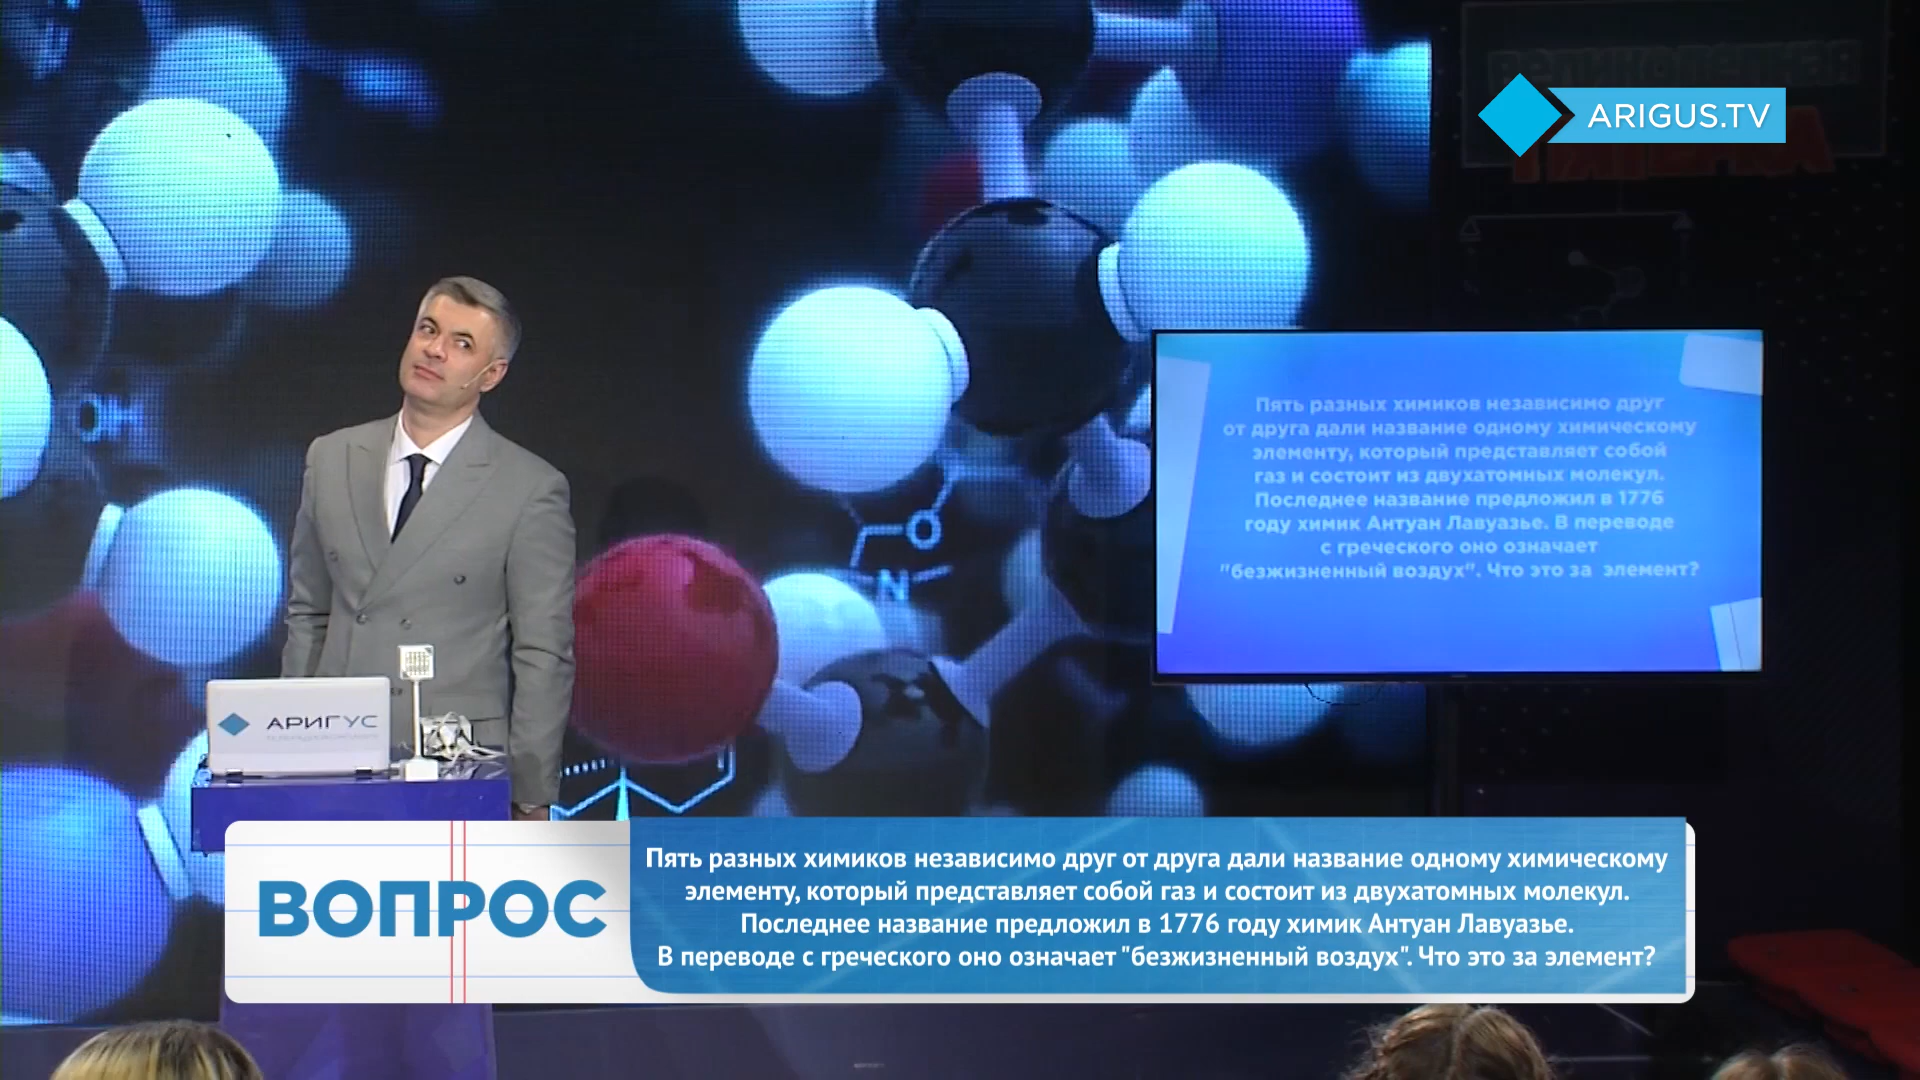 ВЕЛИКОЛЕПНАЯ
ARIGUS.TV
Пять разных химиков независимо друг
от друга дали название одному химическому
элементу, который представляет собой
газ и состоит из двухатомных молекул.
Последнее название предложил в 1776
году химик Антуан Лавуазье. В переводе
с греческого оно означает
"безжизненный воздух". Что это за элемент?
OH
O
N
АРИГУС
ВОПРОС
Пять разных химиков независимо друг от друга дали название одному химическому
элементу, который представляет собой газ и состоит из двухатомных молекул.
Последнее название предложил в 1776 году химик Антуан Лавуазье.
В переводе с греческого оно означает "безжизненный воздух". Что это за элемент?